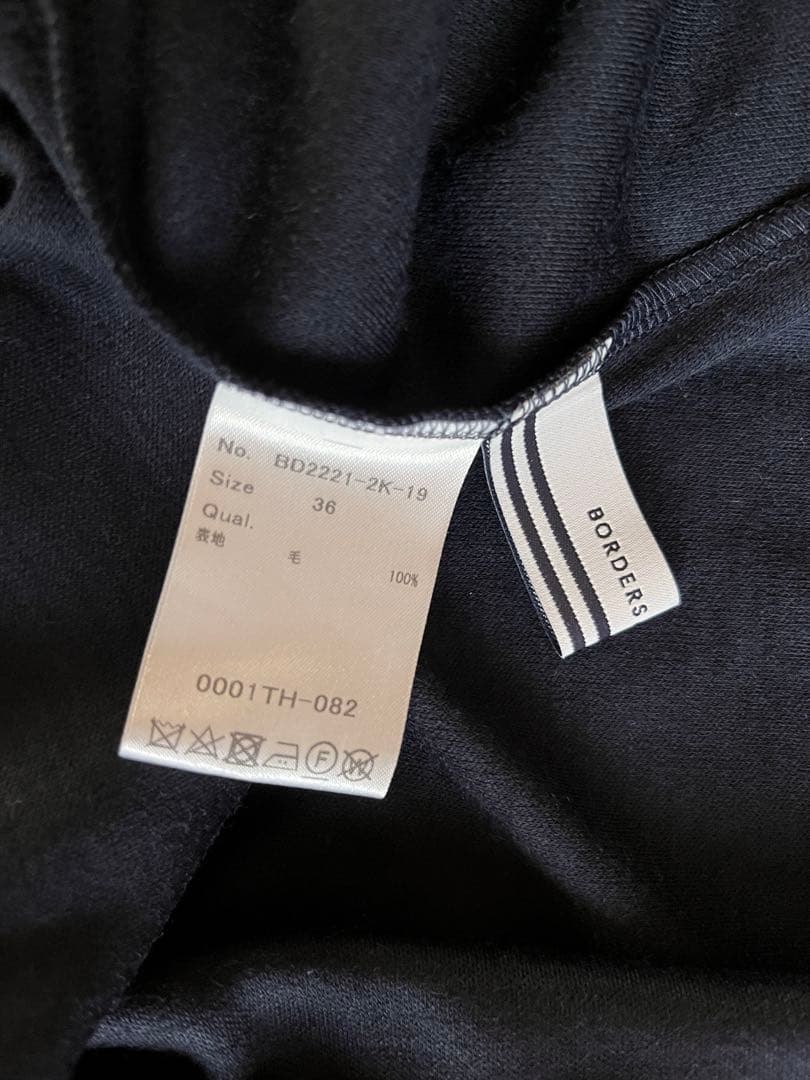 No. BD2221-2K-19
Size 36
Qual.
表地 毛 100%
0001TH-082
F W
BORDERS